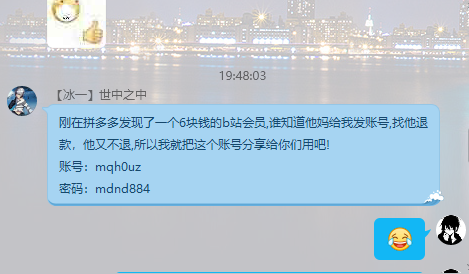 19:48:03
【冰一】世中之中
刚在拼多多发现了一个6块钱的b站会员,谁知道他妈给我发账号,找他退
款，他又不退,所以我就把这个账号分享给你们用吧!
账号：mqh0uz
密码：mdnd884